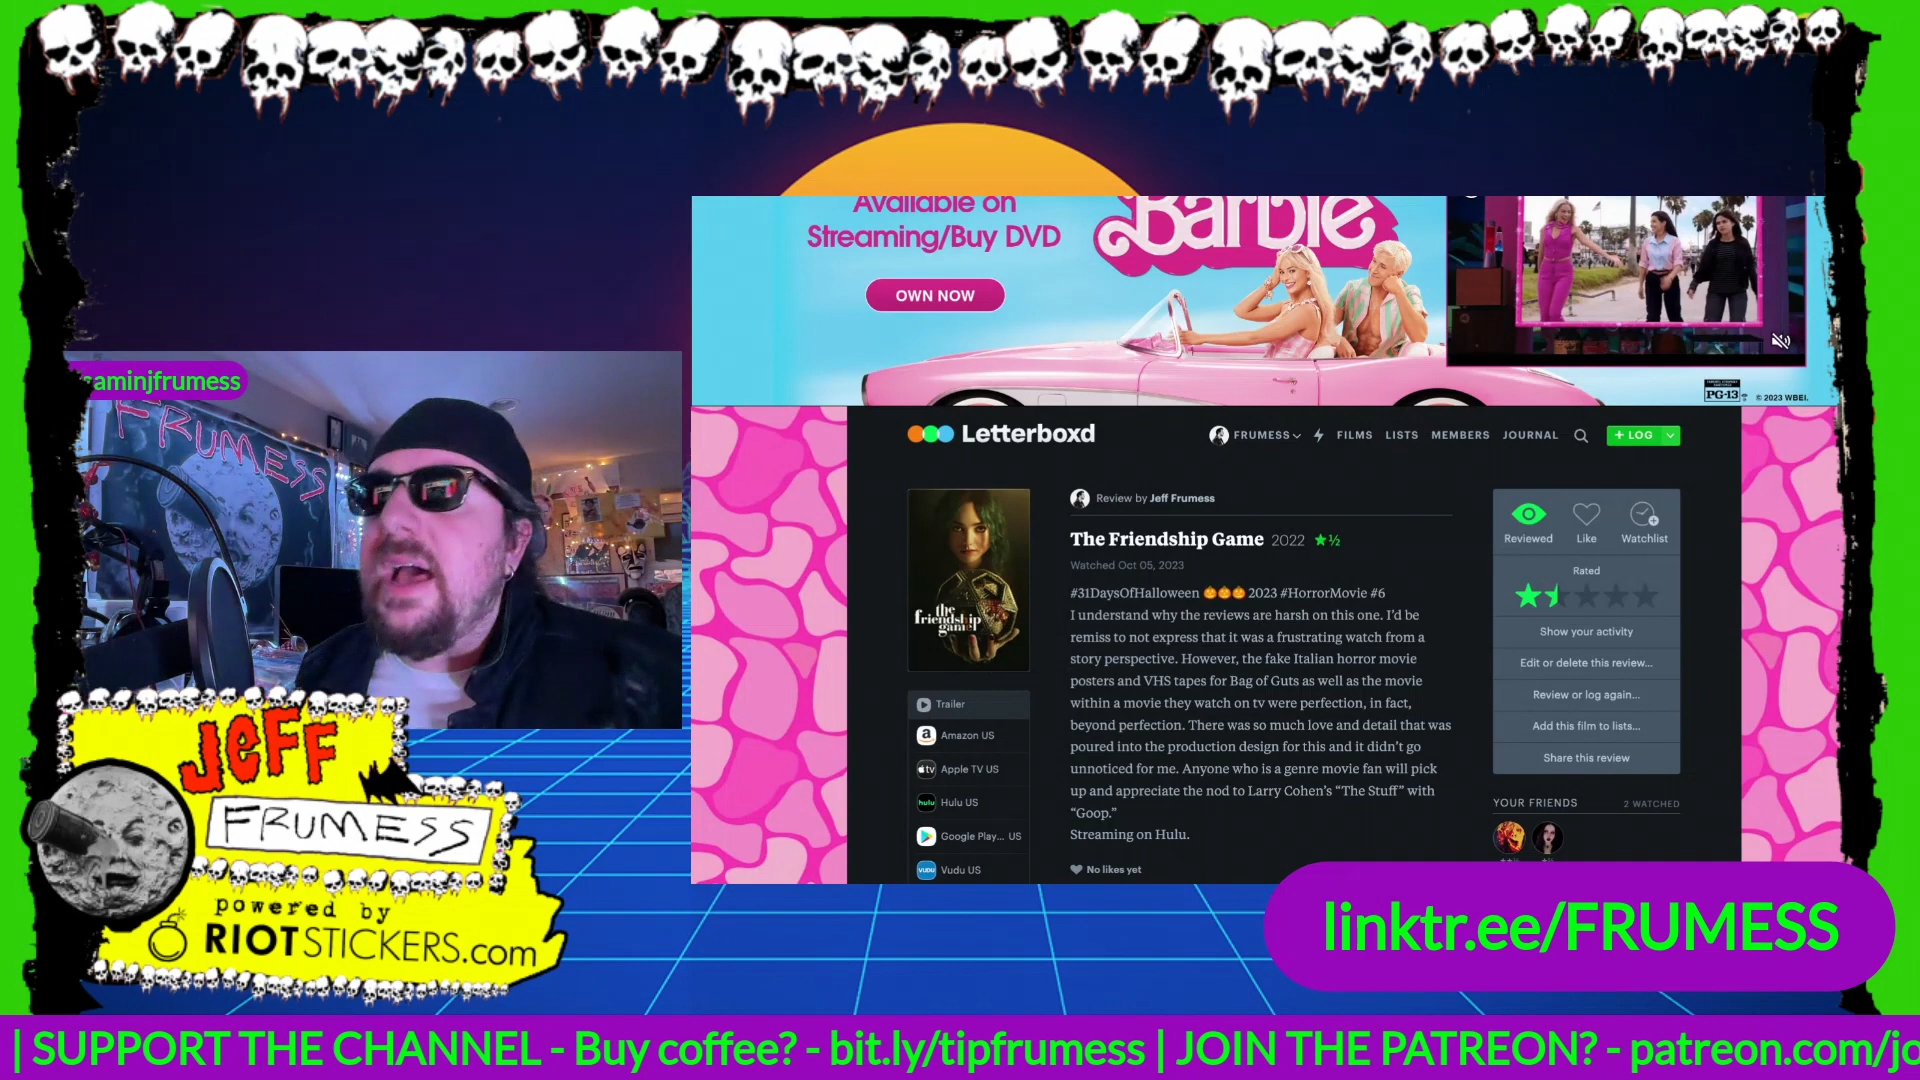 Available on
Streaming/Buy DVD
OWN NOW
Barbie
PG-13
© 2023 WBEI.
saminjfrumess
FRUMESS
Letterboxd
FRUMESS
FILMS
LISTS
MEMBERS
JOURNAL
+ LOG
the
friendship
game
Review by Jeff Frumess
The Friendship Game 2022 ★½
Watched Oct 05, 2023
#31DaysOfHalloween 🎃🎃🎃 2023 #HorrorMovie #6
I understand why the reviews are harsh on this one. I'd be
remiss to not express that it was a frustrating watch from a
story perspective. However, the fake Italian horror movie
posters and VHS tapes for Bag of Guts as well as the movie
within a movie they watch on tv were perfection, in fact,
beyond perfection. There was so much love and detail that was
poured into the production design for this and it didn't go
unnoticed for me. Anyone who is a genre movie fan will pick
up and appreciate the nod to Larry Cohen's “The Stuff” with
“Goop.”
Streaming on Hulu.
No likes yet
Reviewed
Like
Watchlist
Rated
Show your activity
Edit or delete this review...
Review or log again...
Add this film to lists...
Share this review
YOUR FRIENDS
2 WATCHED
Trailer
a
Amazon US
tv
Apple TV US
hulu
Hulu US
Google Play... US
VUDU
Vudu US
JEFF
FRUMESS
powered by
RIOTSTICKERS.com
linktr.ee/FRUMESS
| SUPPORT THE CHANNEL - Buy coffee? - bit.ly/tipfrumess | JOIN THE PATREON? - patreon.com/jo